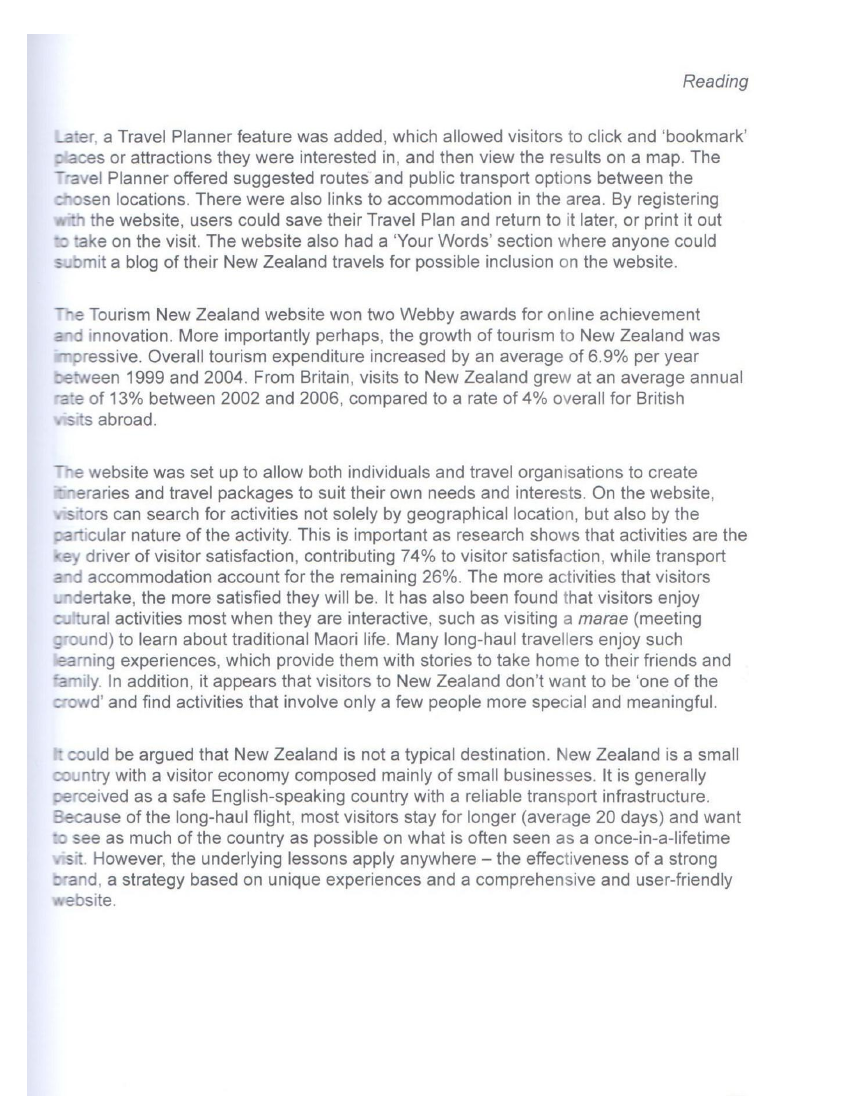 Reading
Later, a Travel Planner feature was added, which allowed visitors to click and ‘bookmark’
places or attractions they were interested in, and then view the results on a map. The
Travel Planner offered suggested routes and public transport options between the
chosen locations. There were also links to accommodation in the area. By registering
with the website, users could save their Travel Plan and return to it later, or print it out
to take on the visit. The website also had a ‘Your Words’ section where anyone could
submit a blog of their New Zealand travels for possible inclusion on the website.
The Tourism New Zealand website won two Webby awards for online achievement
and innovation. More importantly perhaps, the growth of tourism to New Zealand was
impressive. Overall tourism expenditure increased by an average of 6.9% per year
between 1999 and 2004. From Britain, visits to New Zealand grew at an average annual
rate of 13% between 2002 and 2006, compared to a rate of 4% overall for British
visits abroad.
The website was set up to allow both individuals and travel organisations to create
itineraries and travel packages to suit their own needs and interests. On the website,
visitors can search for activities not solely by geographical location, but also by the
particular nature of the activity. This is important as research shows that activities are the
key driver of visitor satisfaction, contributing 74% to visitor satisfaction, while transport
and accommodation account for the remaining 26%. The more activities that visitors
undertake, the more satisfied they will be. It has also been found that visitors enjoy
cultural activities most when they are interactive, such as visiting a marae (meeting
ground) to learn about traditional Maori life. Many long-haul travellers enjoy such
learning experiences, which provide them with stories to take home to their friends and
family. In addition, it appears that visitors to New Zealand don’t want to be ‘one of the
crowd’ and find activities that involve only a few people more special and meaningful.
It could be argued that New Zealand is not a typical destination. New Zealand is a small
country with a visitor economy composed mainly of small businesses. It is generally
perceived as a safe English-speaking country with a reliable transport infrastructure.
Because of the long-haul flight, most visitors stay for longer (average 20 days) and want
to see as much of the country as possible on what is often seen as a once-in-a-lifetime
visit. However, the underlying lessons apply anywhere – the effectiveness of a strong
brand, a strategy based on unique experiences and a comprehensive and user-friendly
website.